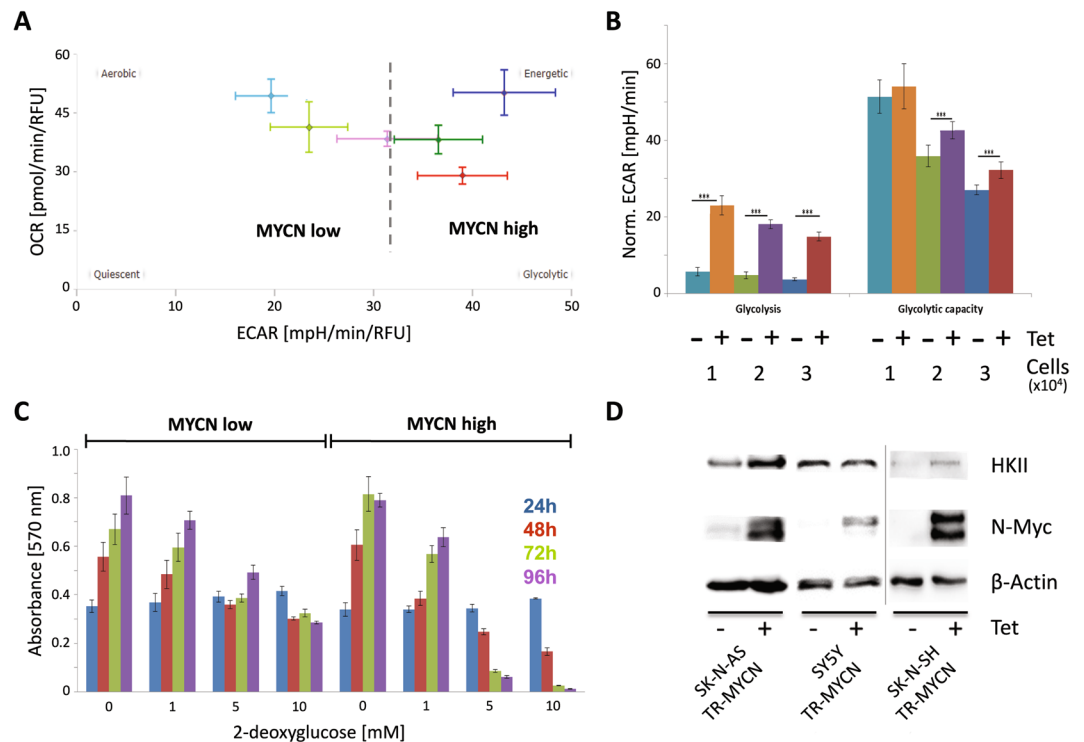 A
60
45
30
15
0
OCR [pmol/min/RFU]
Aerobic
Energetic
MYCN low
MYCN high
Quiescent
Glycolytic
0
10
20
30
40
50
ECAR [mpH/min/RFU]
B
60
40
20
0
Norm. ECAR [mpH/min]
*** *** *** *** ***
Glycolysis
Glycolytic capacity
– + – + – + – + – + – + Tet
1 2 3 1 2 3 Cells
(x10⁴)
C
MYCN low
MYCN high
1.0
0.8
0.6
0.4
0.2
0
Absorbance [570 nm]
24h
48h
72h
96h
0 1 5 10 0 1 5 10
2-deoxyglucose [mM]
D
HKII
N-Myc
β-Actin
- + - + - + Tet
SK-N-AS
TR-MYCN
SY5Y
TR-MYCN
SK-N-SH
TR-MYCN